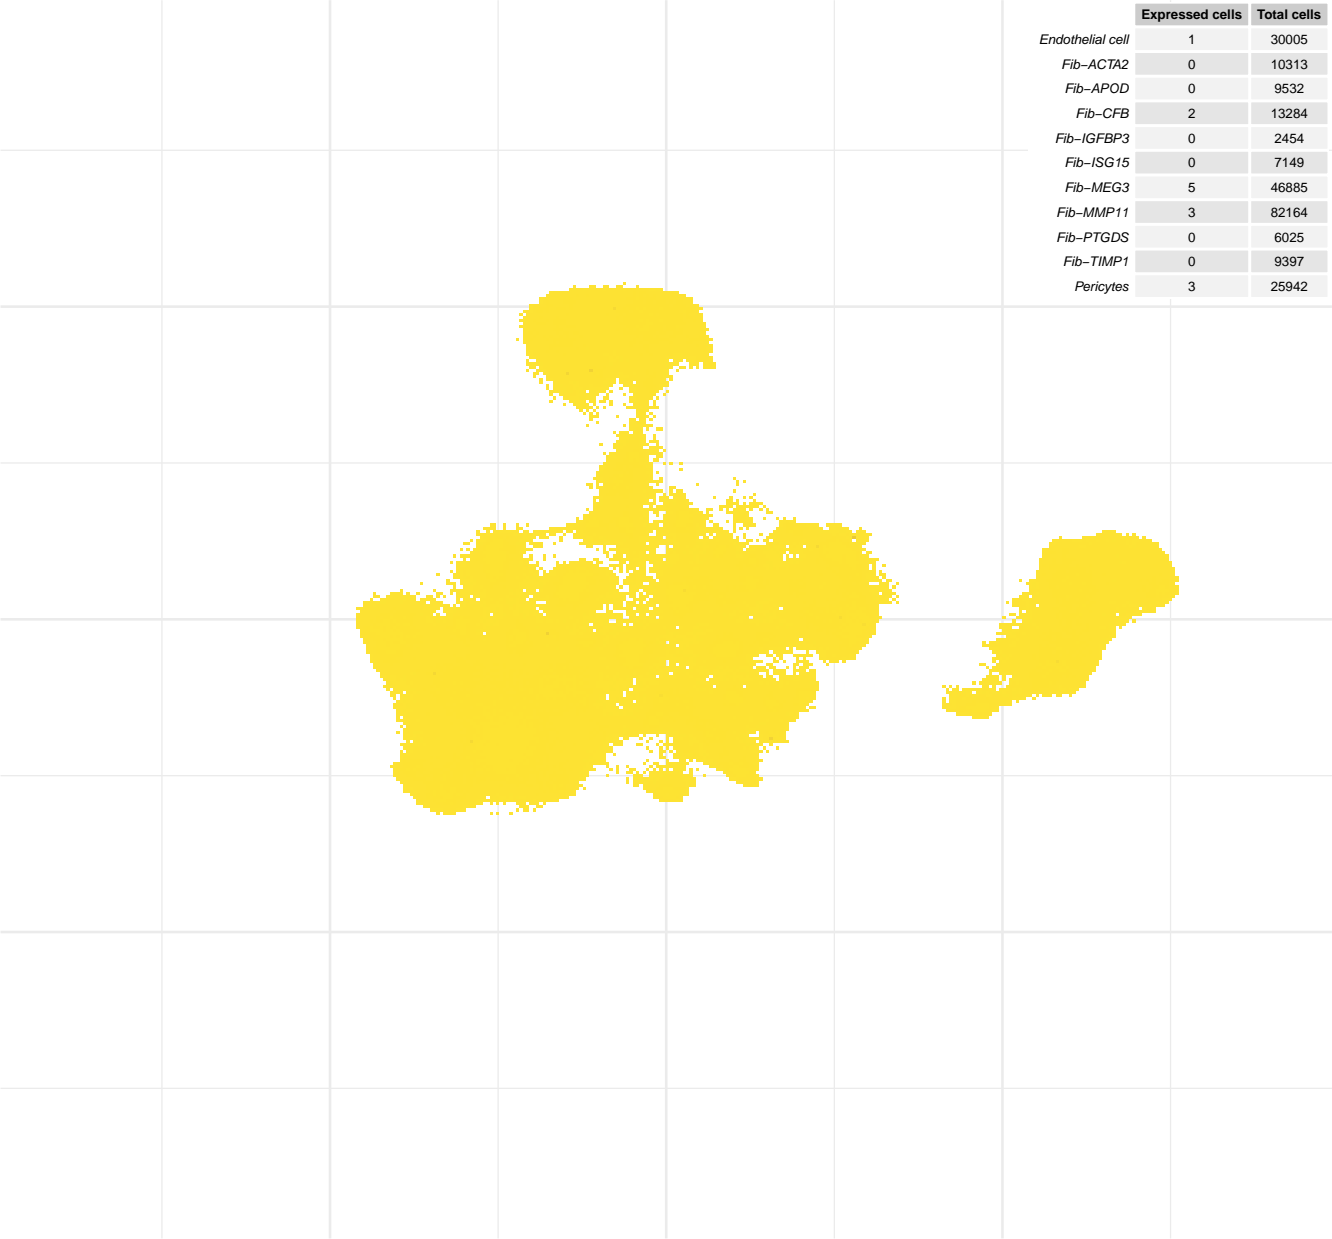 Expressed cells Total cells
Endothelial cell 1 30005
Fib−ACTA2 0 10313
Fib−APOD 0 9532
Fib−CFB 2 13284
Fib−IGFBP3 0 2454
Fib−ISG15 0 7149
Fib−MEG3 5 46885
Fib−MMP11 3 82164
Fib−PTGDS 0 6025
Fib−TIMP1 0 9397
Pericytes 3 25942